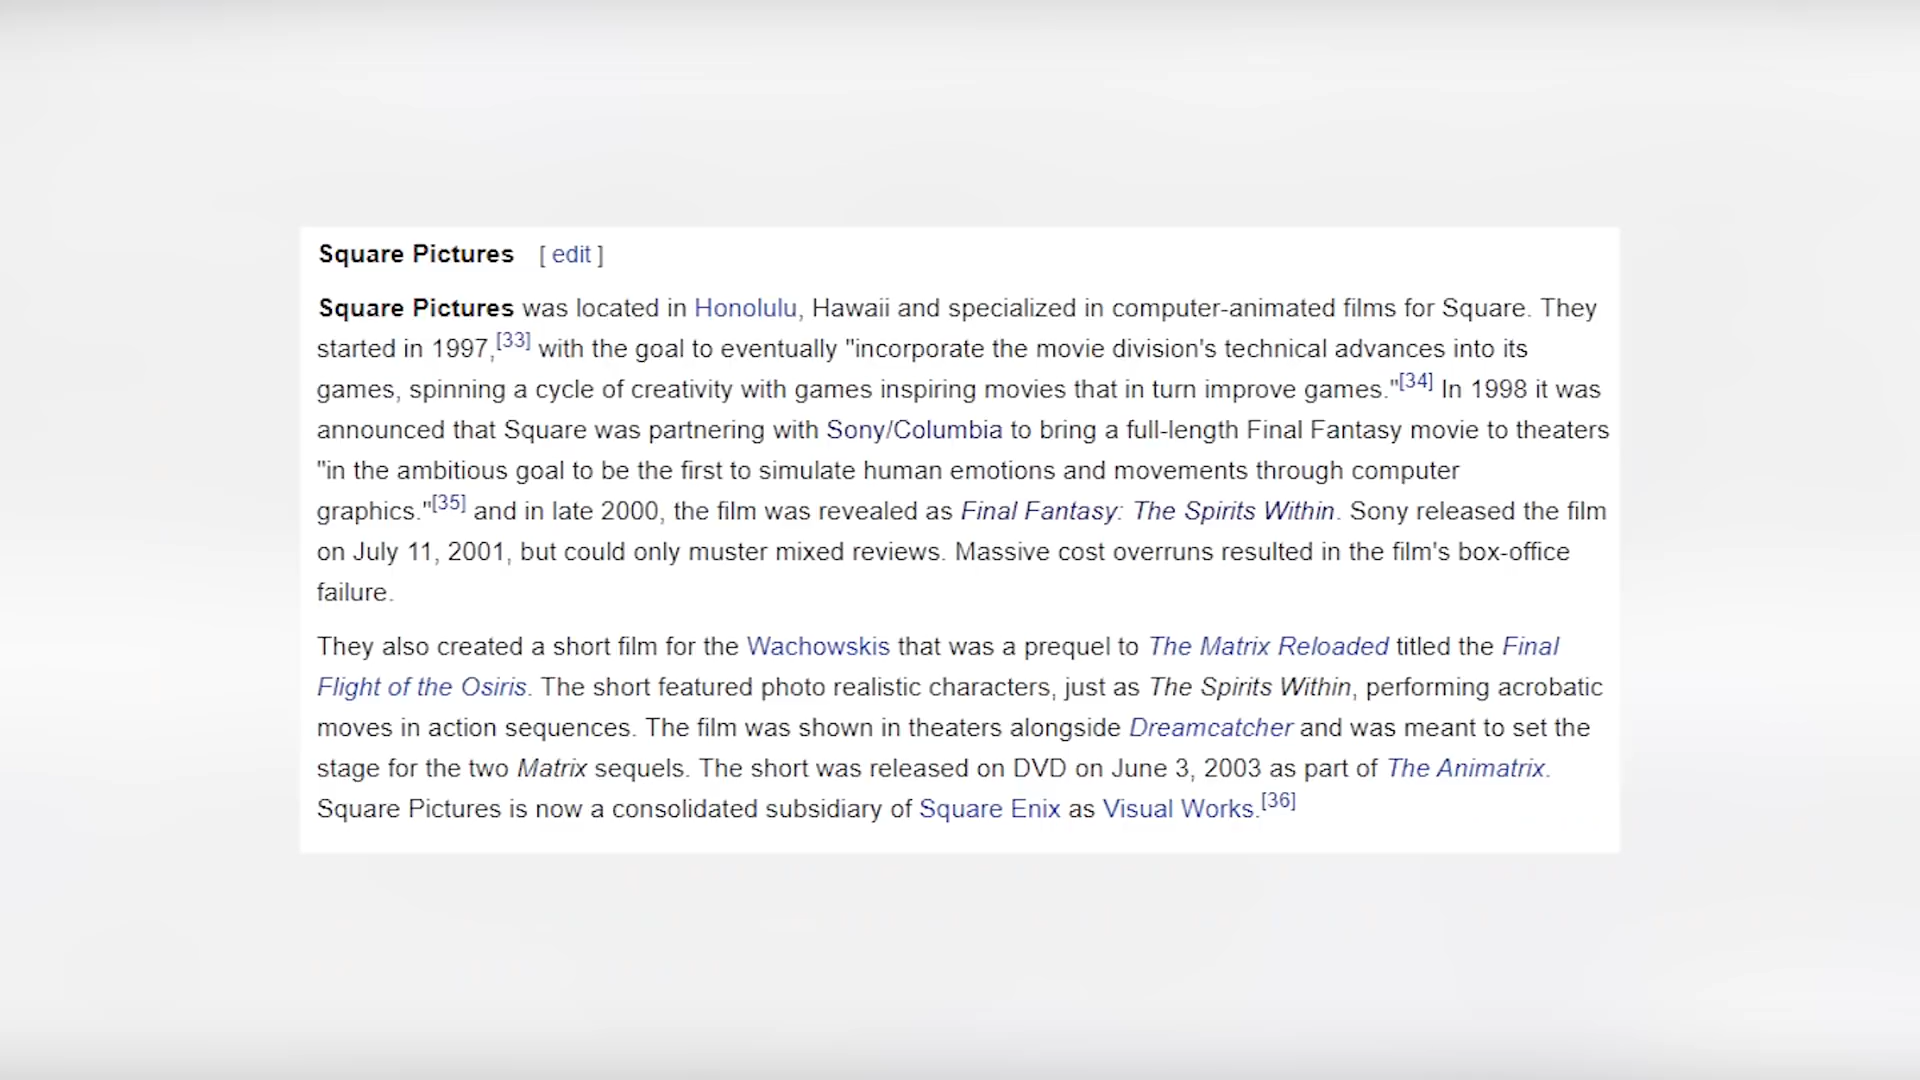 Square Pictures [ edit ]
Square Pictures was located in Honolulu, Hawaii and specialized in computer-animated films for Square. They
started in 1997,[33] with the goal to eventually "incorporate the movie division's technical advances into its
games, spinning a cycle of creativity with games inspiring movies that in turn improve games."[34] In 1998 it was
announced that Square was partnering with Sony/Columbia to bring a full-length Final Fantasy movie to theaters
"in the ambitious goal to be the first to simulate human emotions and movements through computer
graphics."[35] and in late 2000, the film was revealed as Final Fantasy: The Spirits Within. Sony released the film
on July 11, 2001, but could only muster mixed reviews. Massive cost overruns resulted in the film's box-office
failure.
They also created a short film for the Wachowskis that was a prequel to The Matrix Reloaded titled the Final
Flight of the Osiris. The short featured photo realistic characters, just as The Spirits Within, performing acrobatic
moves in action sequences. The film was shown in theaters alongside Dreamcatcher and was meant to set the
stage for the two Matrix sequels. The short was released on DVD on June 3, 2003 as part of The Animatrix.
Square Pictures is now a consolidated subsidiary of Square Enix as Visual Works.[36]